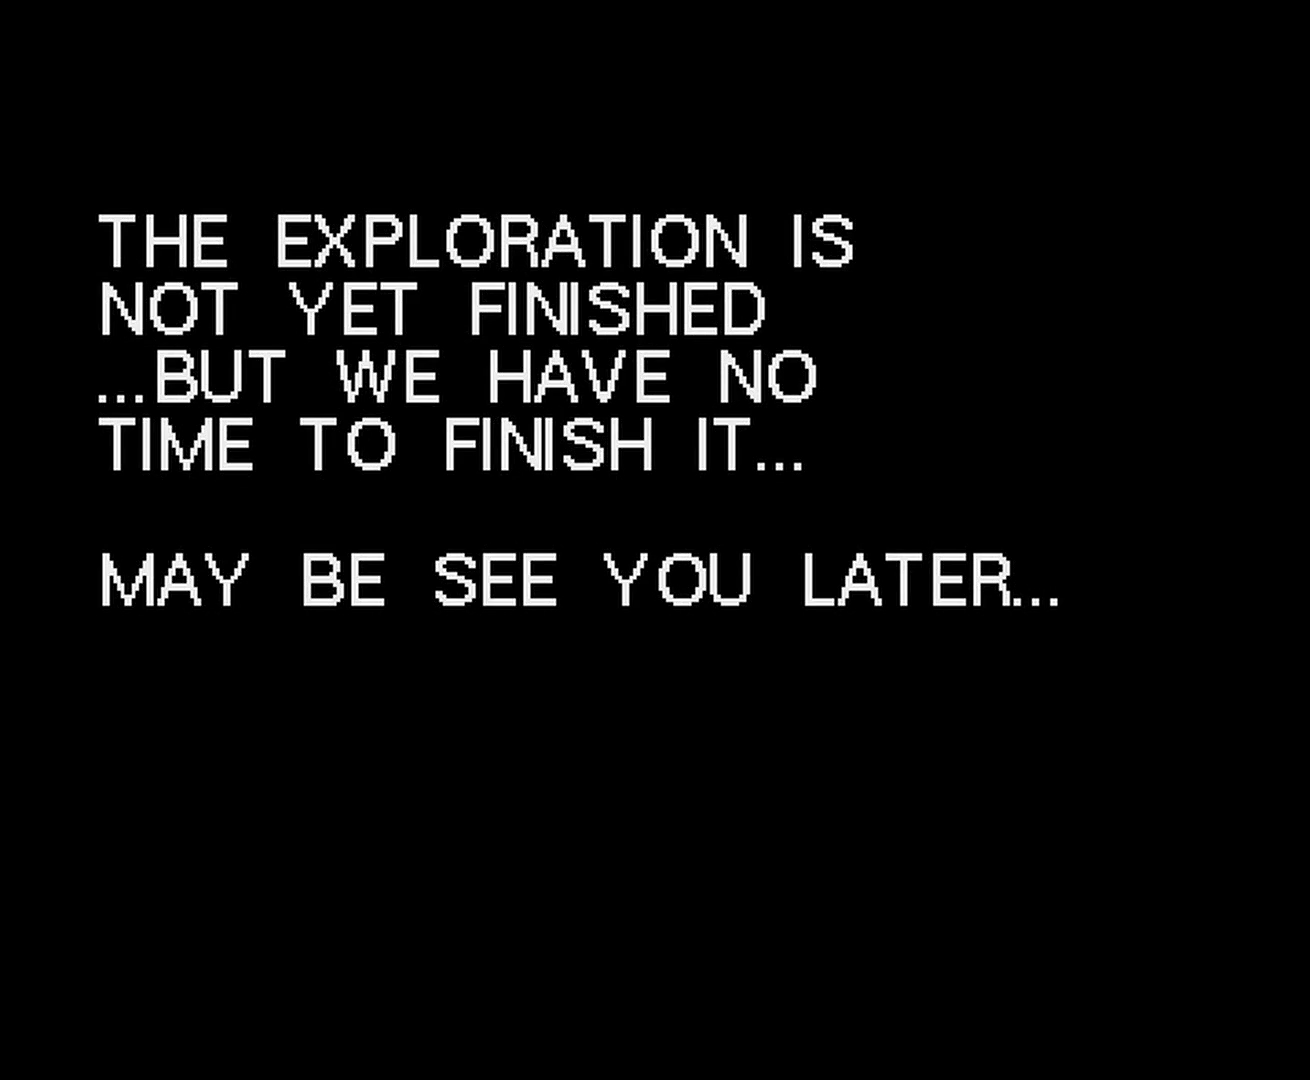 THE EXPLORATION IS
NOT YET FINISHED
...BUT WE HAVE NO
TIME TO FINISH IT...
MAY BE SEE YOU LATER...